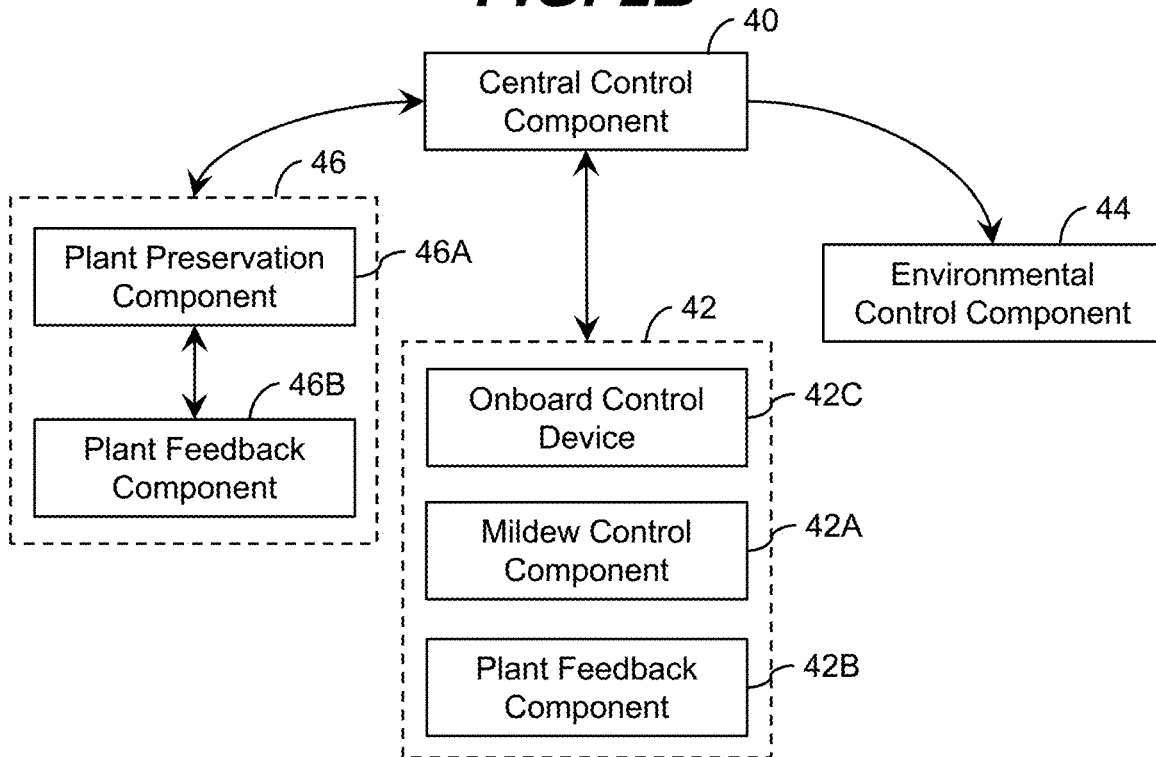 40
Central Control
Component
46
Plant Preservation
Component
46A
46B
Plant Feedback
Component
44
Environmental
Control Component
42
Onboard Control
Device
42C
Mildew Control
Component
42A
Plant Feedback
Component
42B